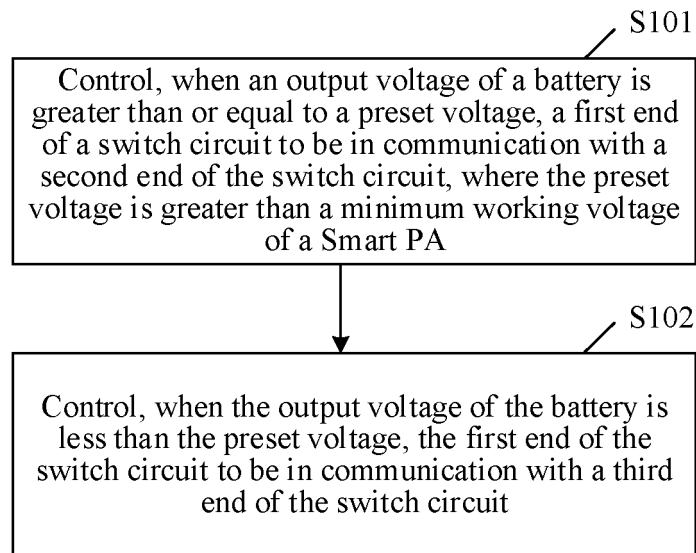 S101
Control, when an output voltage of a battery is
greater than or equal to a preset voltage, a first end
of a switch circuit to be in communication with a
second end of the switch circuit, where the preset
voltage is greater than a minimum working voltage
of a Smart PA
S102
Control, when the output voltage of the battery is
less than the preset voltage, the first end of the
switch circuit to be in communication with a third
end of the switch circuit